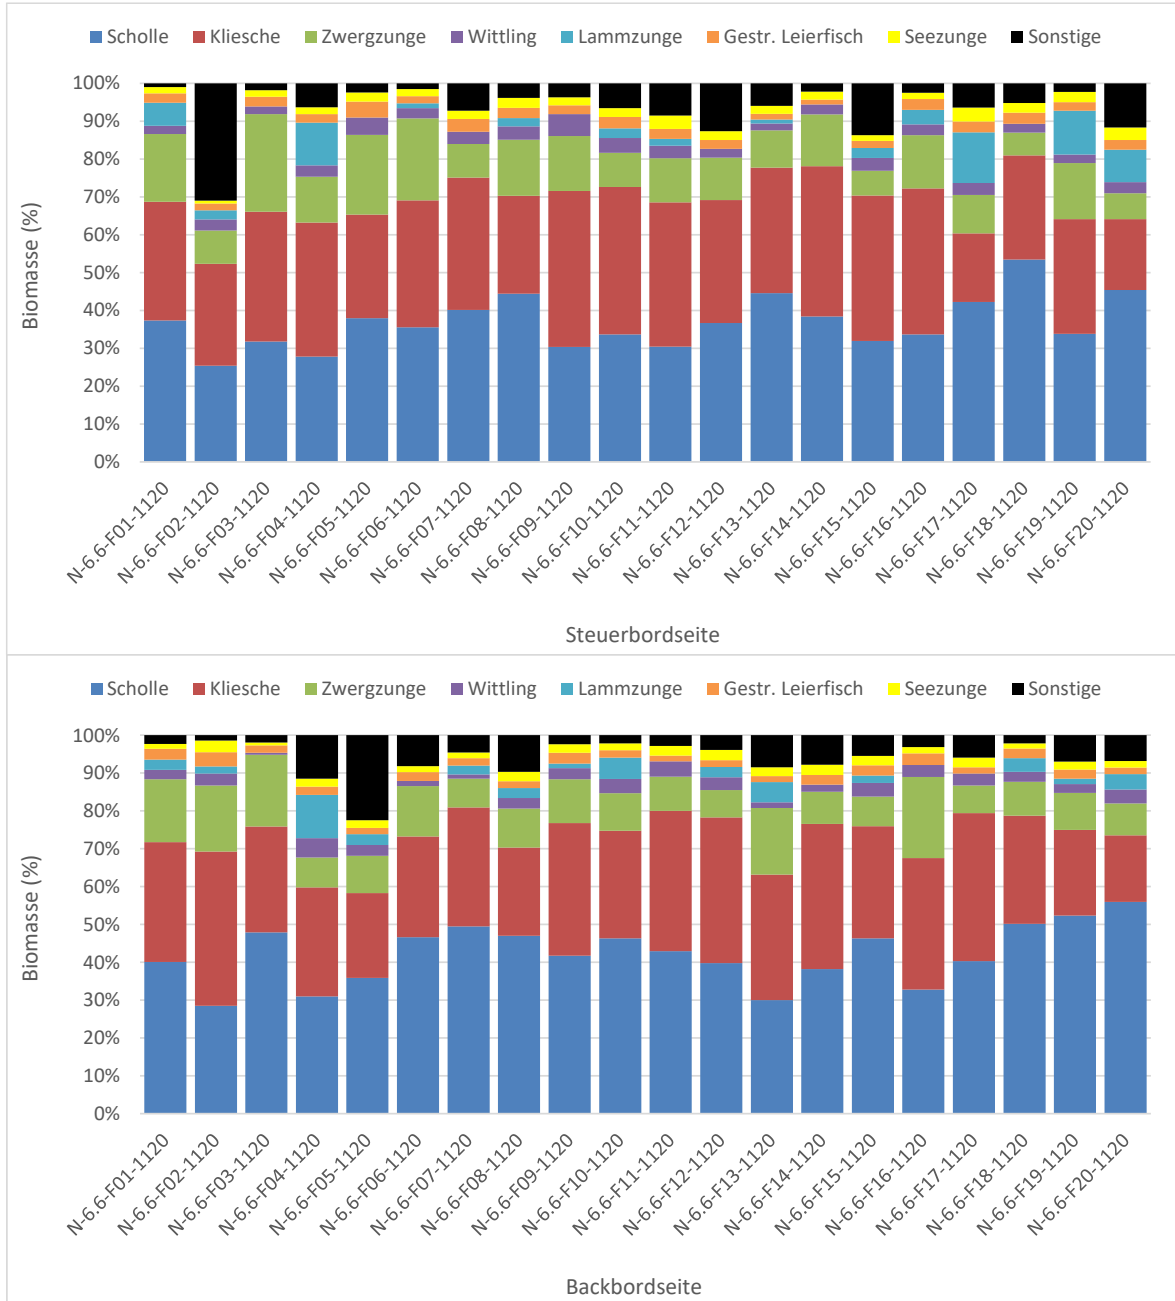 Scholle Kliesche Zwergzunge Wittling Lammzunge Gestr. Leierfisch Seezunge Sonstige
100%
90%
80%
70%
60%
50%
40%
30%
20%
10%
0%
Biomasse (%)
N-6.6-F01-1120
N-6.6-F02-1120
N-6.6-F03-1120
N-6.6-F04-1120
N-6.6-F05-1120
N-6.6-F06-1120
N-6.6-F07-1120
N-6.6-F08-1120
N-6.6-F09-1120
N-6.6-F10-1120
N-6.6-F11-1120
N-6.6-F12-1120
N-6.6-F13-1120
N-6.6-F14-1120
N-6.6-F15-1120
N-6.6-F16-1120
N-6.6-F17-1120
N-6.6-F18-1120
N-6.6-F19-1120
N-6.6-F20-1120
Steuerbordseite
Scholle Kliesche Zwergzunge Wittling Lammzunge Gestr. Leierfisch Seezunge Sonstige
100%
90%
80%
70%
60%
50%
40%
30%
20%
10%
0%
Biomasse (%)
N-6.6-F01-1120
N-6.6-F02-1120
N-6.6-F03-1120
N-6.6-F04-1120
N-6.6-F05-1120
N-6.6-F06-1120
N-6.6-F07-1120
N-6.6-F08-1120
N-6.6-F09-1120
N-6.6-F10-1120
N-6.6-F11-1120
N-6.6-F12-1120
N-6.6-F13-1120
N-6.6-F14-1120
N-6.6-F15-1120
N-6.6-F16-1120
N-6.6-F17-1120
N-6.6-F18-1120
N-6.6-F19-1120
N-6.6-F20-1120
Backbordseite